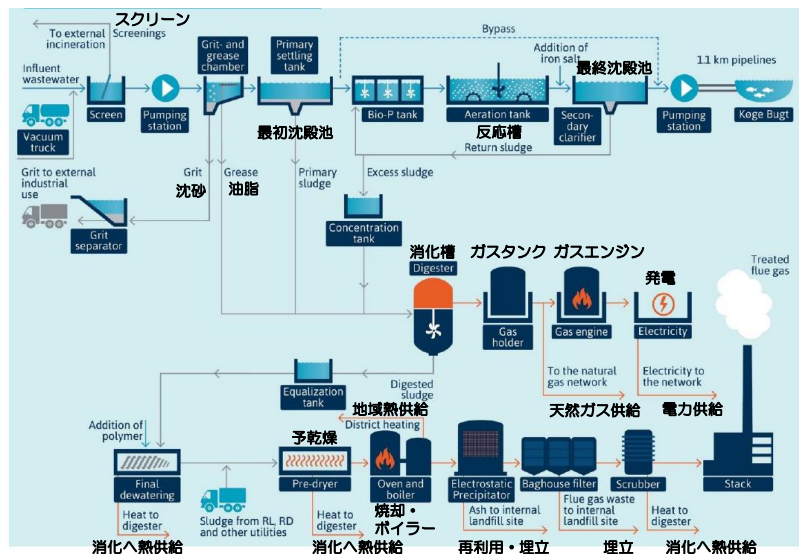 スクリーン
To external
incineration
Screenings
Grit- and
grease
chamber
Primary
settling
tank
Bypass
Addition of
iron salt
最終沈殿池
1.1 km pipelines
Influent
wastewater
Vacuum
truck
Screen
Pumping
station
最初沈殿池
Bio-P tank
Aeration tank
反応槽
Secon-
dary
clarifier
Pumping
station
Køge Bugt
Return sludge
Grit to external
industrial
use
Grit
沈砂
Grease
油脂
Primary
sludge
Excess sludge
Grit
separator
Concentration
tank
消化槽
Digester
ガスタンク
ガスエンジン
発電
Treated
flue gas
Gas
holder
Gas engine
Electricity
To the natural
gas network
天然ガス供給
Electricity to
the network
電力供給
Equalization
tank
Digested
sludge
地域熱供給
District heating
Addition of
polymer
予乾燥
Final
dewatering
Pre-dryer
Oven and
boiler
焼却・
ボイラー
Electrostatic
Precipitator
Baghouse filter
Scrubber
Stack
Heat to
digester
消化へ熱供給
Sludge from RL, RD
and other utilities
Heat to
digester
消化へ熱供給
Ash to internal
landfill site
再利用・埋立
Flue gas waste
to internal
landfill site
埋立
Heat to
digester
消化へ熱供給